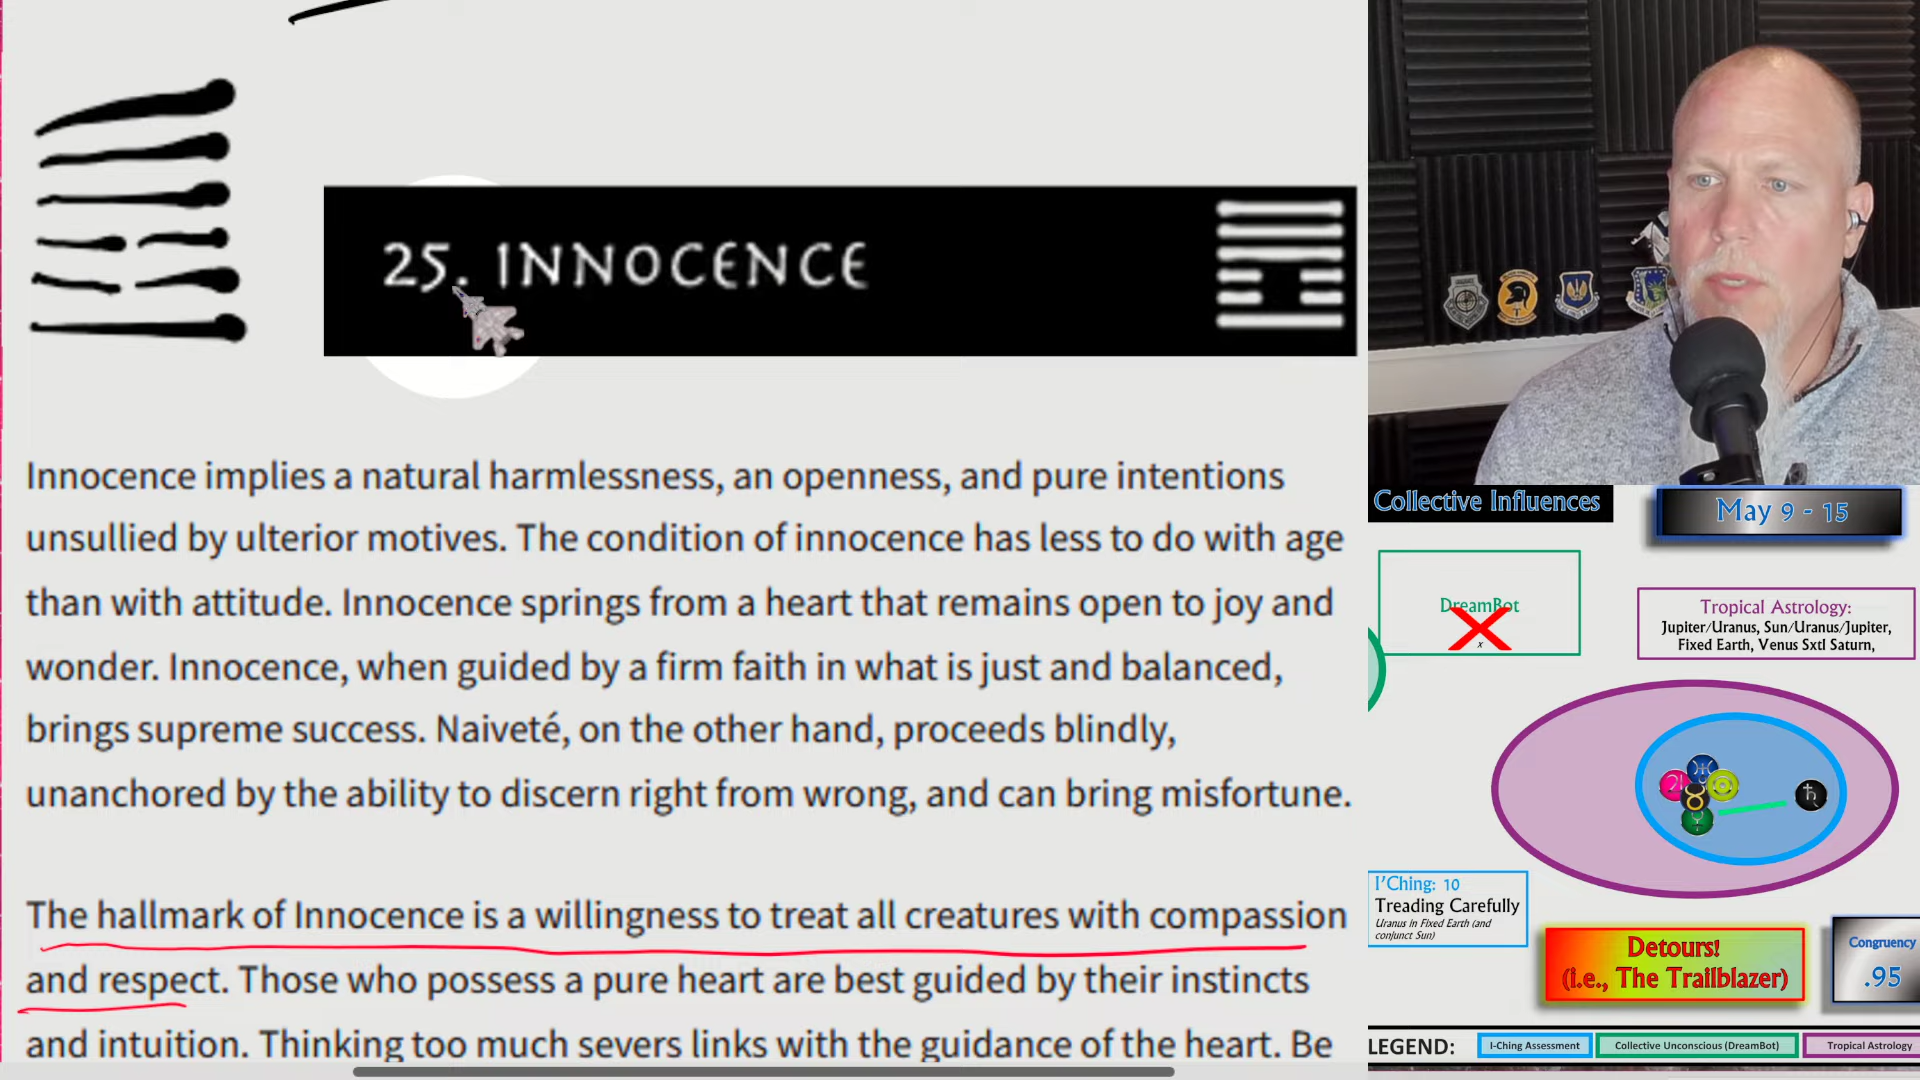 25. INNOCENCE
Innocence implies a natural harmlessness, an openness, and pure intentions
unsullied by ulterior motives. The condition of innocence has less to do with age
than with attitude. Innocence springs from a heart that remains open to joy and
wonder. Innocence, when guided by a firm faith in what is just and balanced,
brings supreme success. Naiveté, on the other hand, proceeds blindly,
unanchored by the ability to discern right from wrong, and can bring misfortune.
The hallmark of Innocence is a willingness to treat all creatures with compassion
and respect. Those who possess a pure heart are best guided by their instincts
and intuition. Thinking too much severs links with the guidance of the heart. Be
Collective Influences
May 9 - 15
DreamBot
x
Tropical Astrology:
Jupiter/Uranus, Sun/Uranus/Jupiter,
Fixed Earth, Venus Sxtl Saturn,
I'Ching: 10
Treading Carefully
Uranus in Fixed Earth (and
conjunct Sun)
Detours!
(i.e., The Trailblazer)
Congruency
.95
LEGEND:
I-Ching Assessment
Collective Unconscious (DreamBot)
Tropical Astrology